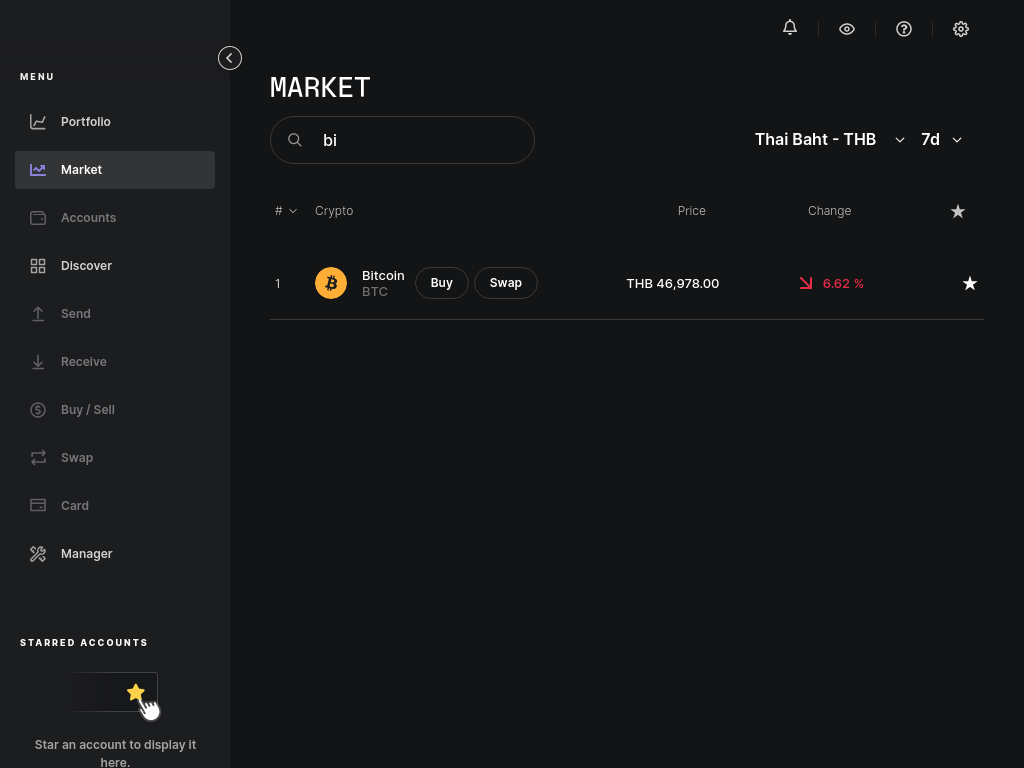 MENU
Portfolio
Market
Accounts
Discover
Send
Receive
Buy / Sell
Swap
Card
Manager
STARRED ACCOUNTS
Star an account to display it
here.
MARKET
bi
Thai Baht - THB 7d
# Crypto Price Change
1 Bitcoin BTC Buy Swap THB 46,978.00 6.62 %